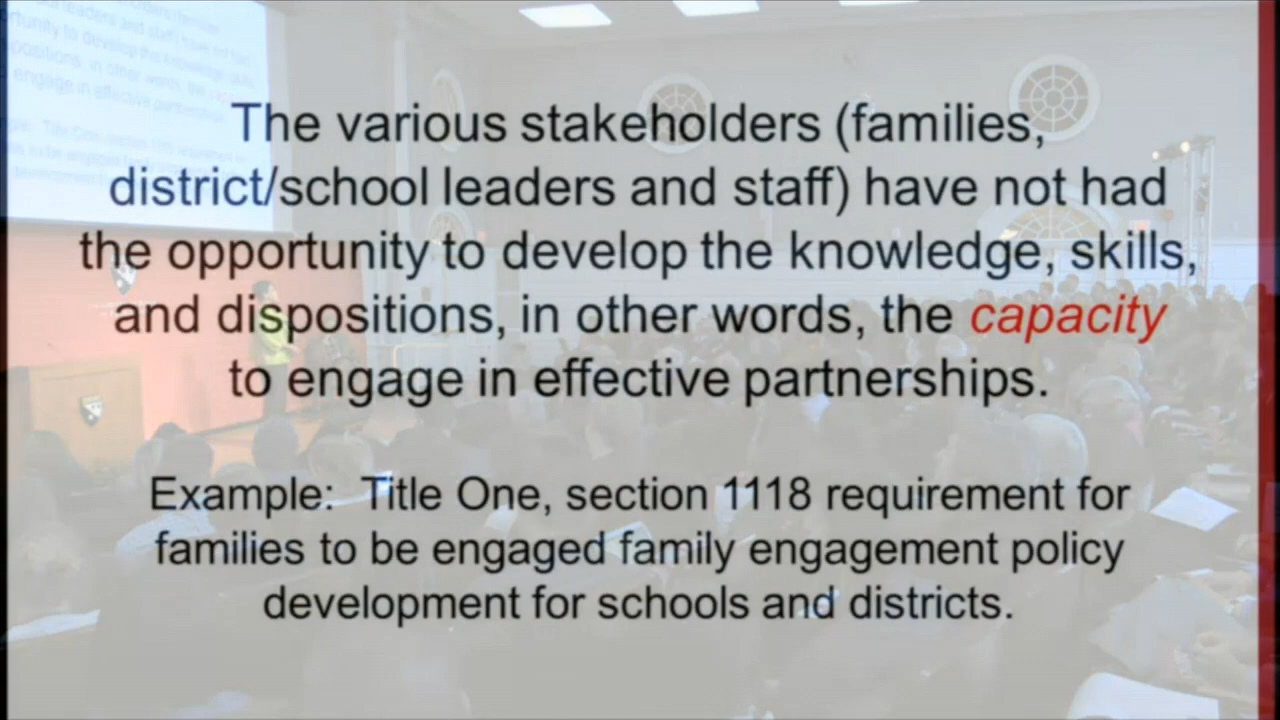 The various stakeholders (families,
district/school leaders and staff) have not had
the opportunity to develop the knowledge, skills,
and dispositions, in other words, the capacity
to engage in effective partnerships.
Example: Title One, section 1118 requirement for
families to be engaged family engagement policy
development for schools and districts.